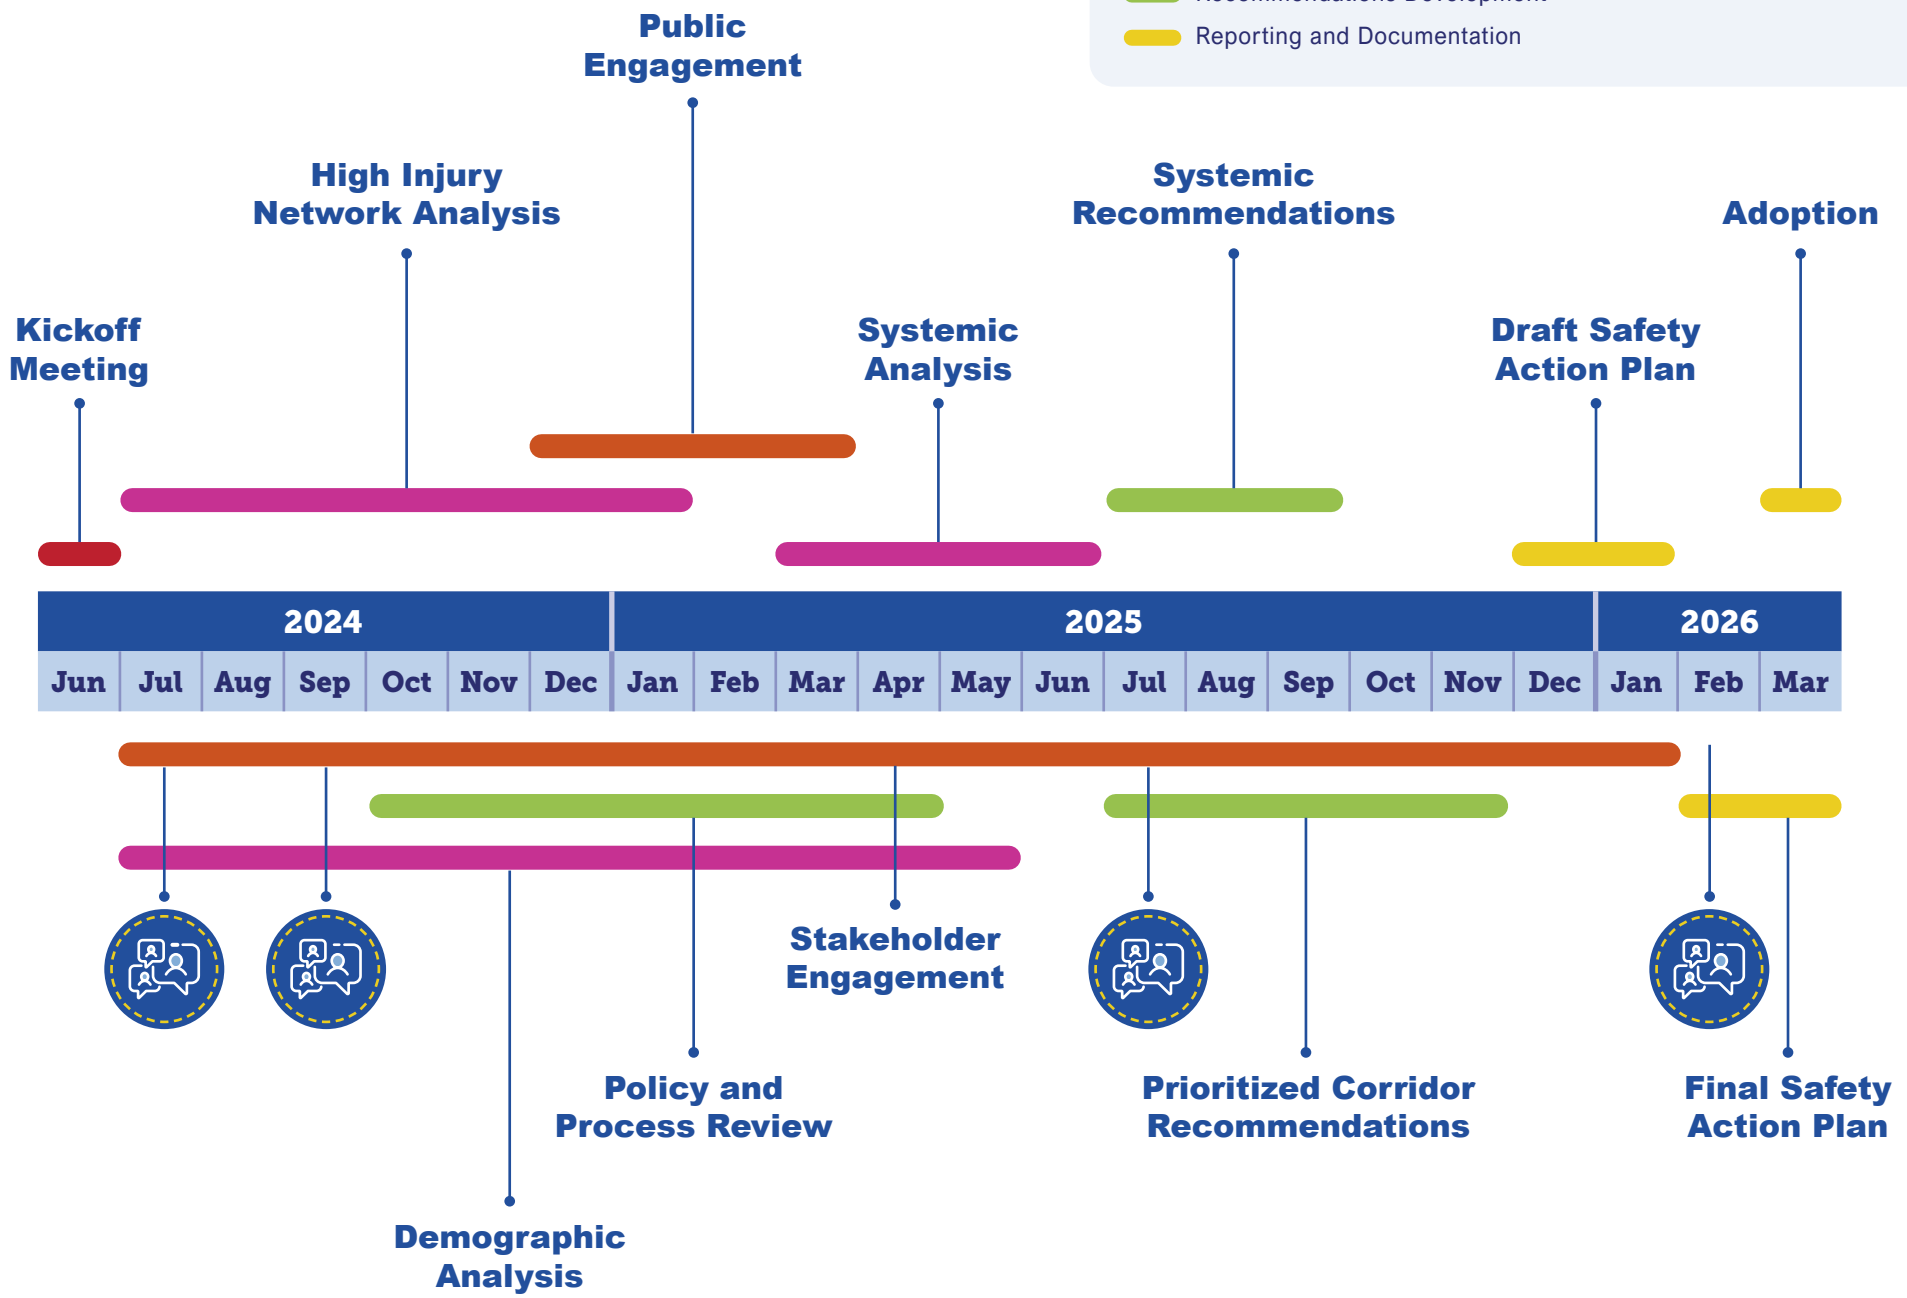 Recommendations Development
Reporting and Documentation
Public
Engagement
High Injury
Network Analysis
Systemic
Recommendations
Adoption
Kickoff
Meeting
Systemic
Analysis
Draft Safety
Action Plan
2024 2025 2026
Jun Jul Aug Sep Oct Nov Dec Jan Feb Mar Apr May Jun Jul Aug Sep Oct Nov Dec Jan Feb Mar
Stakeholder
Engagement
Policy and
Process Review
Prioritized Corridor
Recommendations
Final Safety
Action Plan
Demographic
Analysis